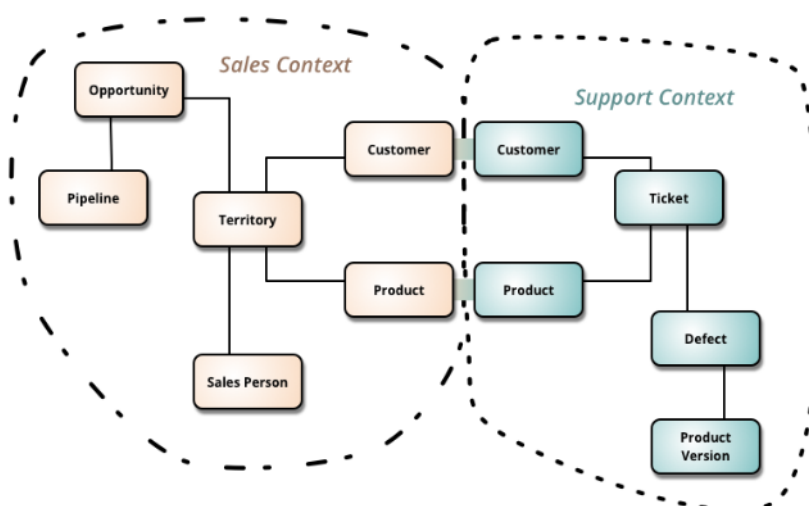 Sales Context
Opportunity
Support Context
Customer
Customer
Pipeline
Ticket
Territory
Product
Product
Defect
Sales Person
Product
Version